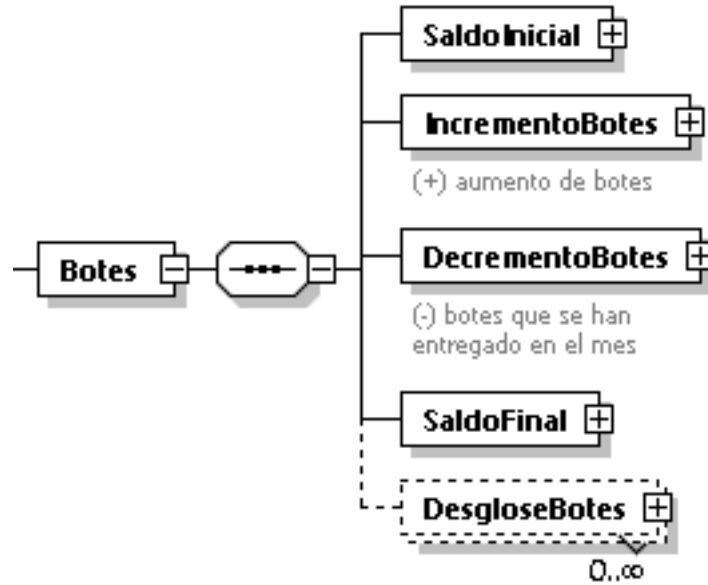 SaldoInicial
IncrementoBotes
(+) aumento de botes
Botes
DecrementoBotes
(-) botes que se han
entregado en el mes
SaldoFinal
DesgloseBotes
0..∞